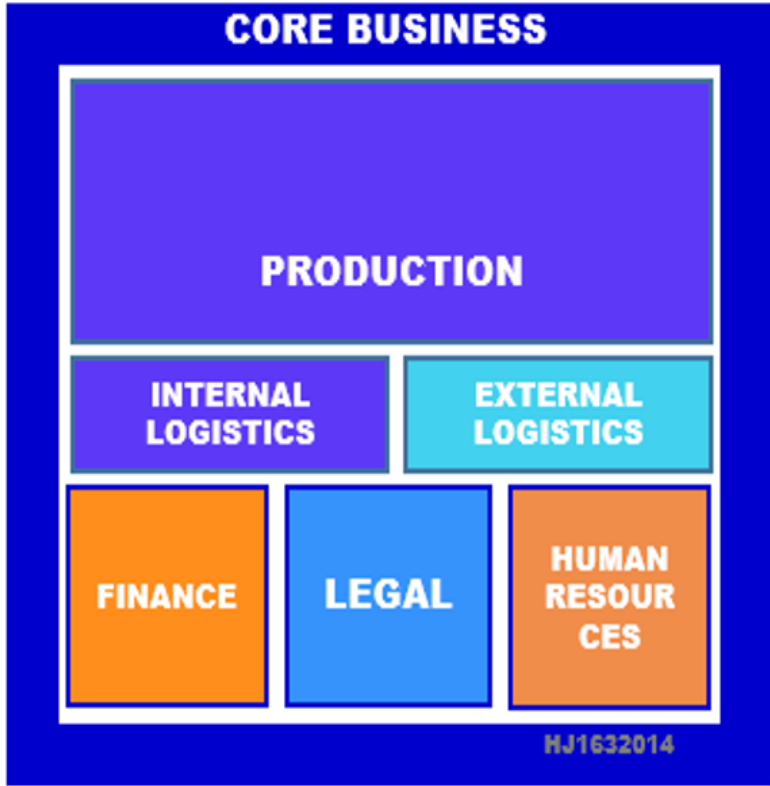 CORE BUSINESS
PRODUCTION
INTERNAL
LOGISTICS
EXTERNAL
LOGISTICS
FINANCE
LEGAL
HUMAN
RESOUR
CES
HJ1632014